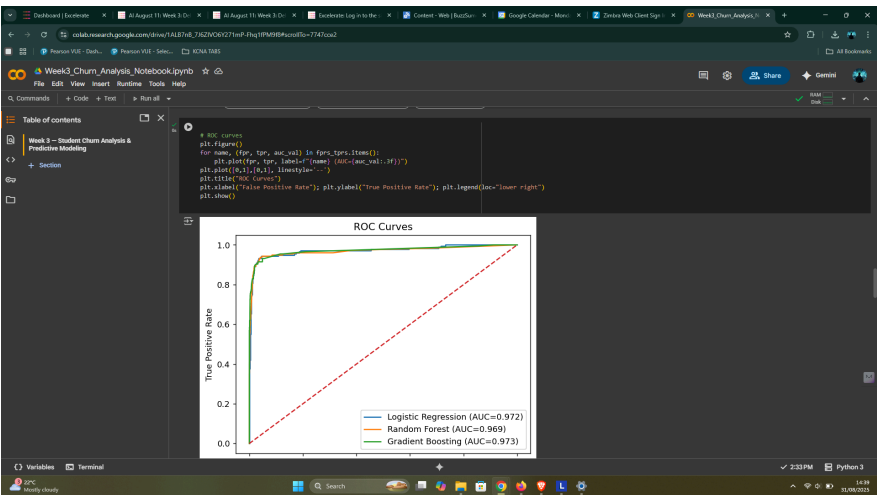 Dashboard | Excelerate
AI August 11: Week 3: De
AI August 11: Week 3: De
Excelerate: Log in to the s
Content - Web | BuzzSum
Google Calendar - Monda
Zimbra Web Client Sign I
Week3_Churn_Analysis_N
colab.research.google.com/drive/1ALB7nB_7J6ZIVO6Y271mP-Fhq1fPM9I8#scrollTo=7747cce2
Pearson VUE - Dash...
Pearson VUE - Selec...
KCNA TABS
All Bookmarks
Week3_Churn_Analysis_Notebook.ipynb
File Edit View Insert Runtime Tools Help
Share
Gemini
Commands + Code + Text Run all
RAM
Disk
Table of contents
Week 3 — Student Churn Analysis &
Predictive Modeling
+ Section
# ROC curves
plt.figure()
for name, (fpr, tpr, auc_val) in fprs_tprs.items():
plt.plot(fpr, tpr, label=f"{name} (AUC={auc_val:.3f})")
plt.plot([0,1],[0,1], linestyle='--')
plt.title("ROC Curves")
plt.xlabel("False Positive Rate"); plt.ylabel("True Positive Rate"); plt.legend(loc="lower right")
plt.show()
ROC Curves
1.0
0.8
0.6
0.4
0.2
0.0
True Positive Rate
Logistic Regression (AUC=0.972)
Random Forest (AUC=0.969)
Gradient Boosting (AUC=0.973)
Variables
Terminal
2:33 PM
Python 3
22°C
Mostly cloudy
Search
14:39
31/08/2025